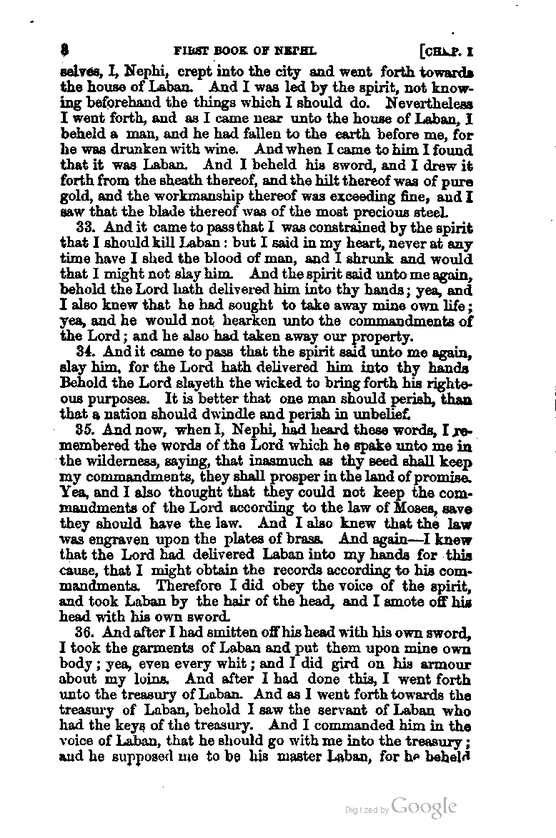 8 FIRST BOOK OF NEPHI. [CHAP. I
selves, I, Nephi, crept into the city and went forth towards
the house of Laban. And I was led by the spirit, not know-
ing beforehand the things which I should do. Nevertheless
I went forth, and as I came near unto the house of Laban, I
beheld a man, and he had fallen to the earth before me, for
he was drunken with wine. And when I came to him I found
that it was Laban. And I beheld his sword, and I drew it
forth from the sheath thereof, and the hilt thereof was of pure
gold, and the workmanship thereof was exceeding fine, and I
saw that the blade thereof was of the most precious steel.
33. And it came to pass that I was constrained by the spirit
that I should kill Laban: but I said in my heart, never at any
time have I shed the blood of man, and I shrunk and would
that I might not slay him. And the spirit said unto me again,
behold the Lord hath delivered him into thy hands; yea, and
I also knew that he had sought to take away mine own life;
yea, and he would not hearken unto the commandments of
the Lord; and he also had taken away our property.
34. And it came to pass that the spirit said unto me again,
slay him, for the Lord hath delivered him into thy hands
Behold the Lord slayeth the wicked to bring forth his righte-
ous purposes. It is better that one man should perish, than
that a nation should dwindle and perish in unbelief.
35. And now, when I, Nephi, had heard these words, I re-
membered the words of the Lord which he spake unto me in
the wilderness, saying, that inasmuch as thy seed shall keep
my commandments, they shall prosper in the land of promise.
Yea, and I also thought that they could not keep the com-
mandments of the Lord according to the law of Moses, save
they should have the law. And I also knew that the law
was engraven upon the plates of brass. And again—I knew
that the Lord had delivered Laban into my hands for this
cause, that I might obtain the records according to his com-
mandments. Therefore I did obey the voice of the spirit,
and took Laban by the hair of the head, and I smote off his
head with his own sword.
36. And after I had smitten off his head with his own sword,
I took the garments of Laban and put them upon mine own
body; yea, even every whit; and I did gird on his armour
about my loins. And after I had done this, I went forth
unto the treasury of Laban. And as I went forth towards the
treasury of Laban, behold I saw the servant of Laban who
had the keys of the treasury. And I commanded him in the
voice of Laban, that he should go with me into the treasury;
and he supposed me to be his master Laban, for he beheld
Digitized by Google